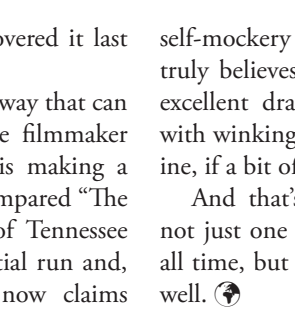 overed it last
way that can
e filmmaker
is making a
mpared “The
of Tennessee
tial run and,
now claims
self-mockery
truly believes
excellent dra
with winking
ine, if a bit of
And that’s
not just one
all time, but
well.